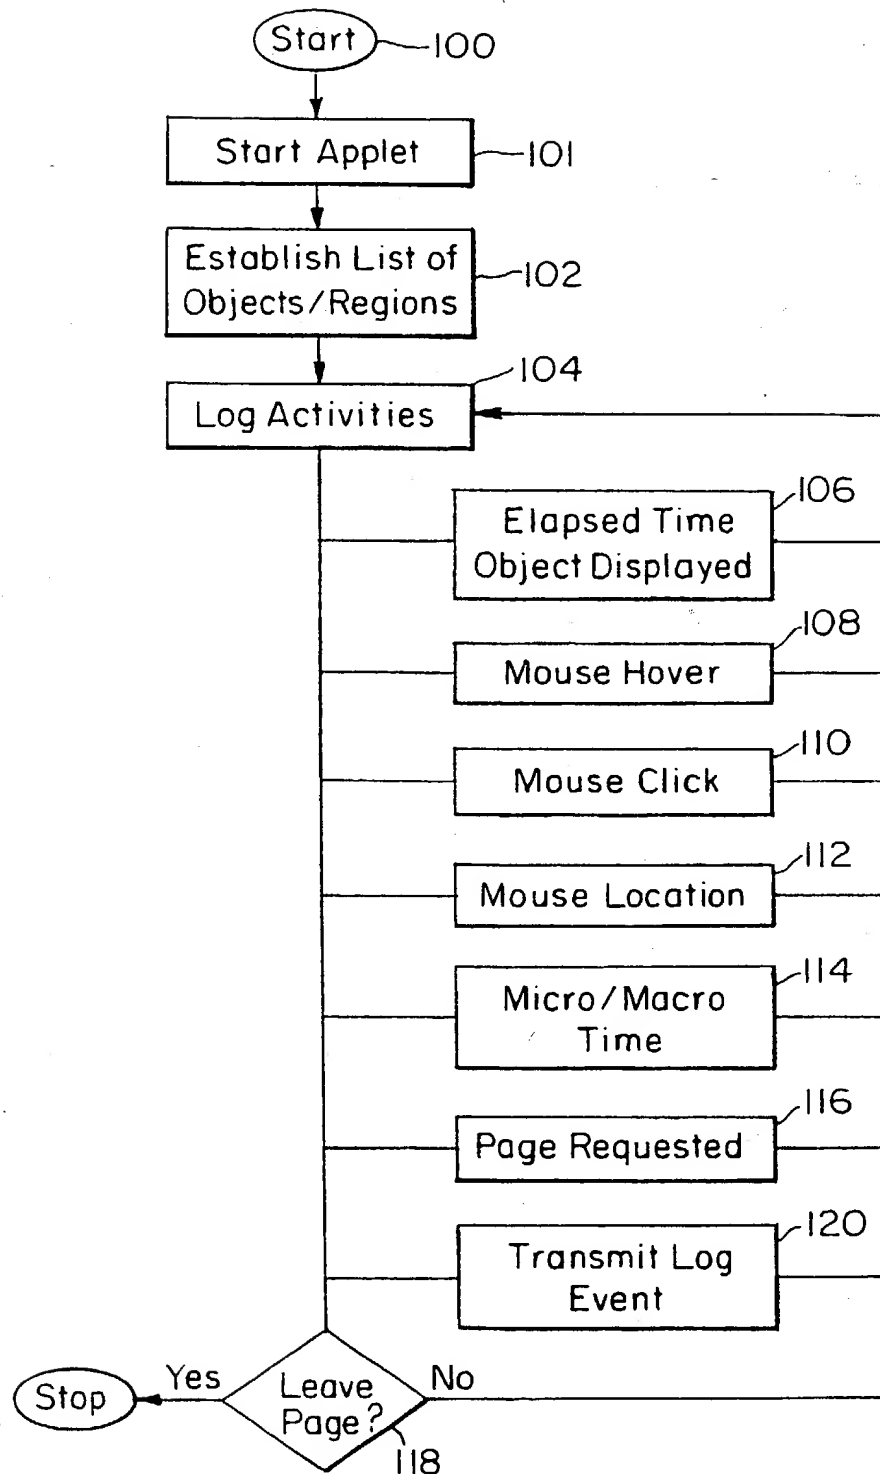 Start
100
Start Applet
101
Establish List of
Objects/Regions
102
104
Log Activities
106
Elapsed Time
Object Displayed
108
Mouse Hover
110
Mouse Click
112
Mouse Location
114
Micro/Macro
Time
116
Page Requested
120
Transmit Log
Event
Yes
No
Stop
Leave
Page?
118